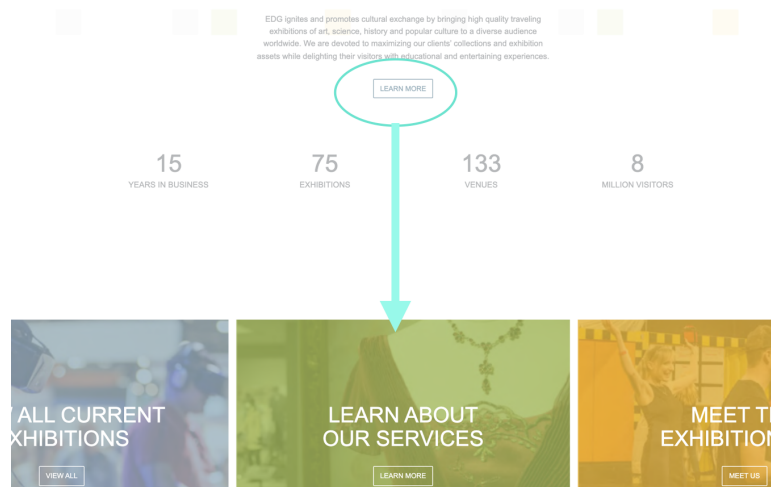 EDG ignites and promotes cultural exchange by bringing high quality traveling
exhibitions of art, science, history and popular culture to a diverse audience
worldwide. We are devoted to maximizing our clients' collections and exhibition
assets while delighting their visitors with educational and entertaining experiences.
LEARN MORE
15
YEARS IN BUSINESS
75
EXHIBITIONS
133
VENUES
8
MILLION VISITORS
ALL CURRENT
XHIBITIONS
VIEW ALL
LEARN ABOUT
OUR SERVICES
LEARN MORE
MEET T
EXHIBITION
MEET US